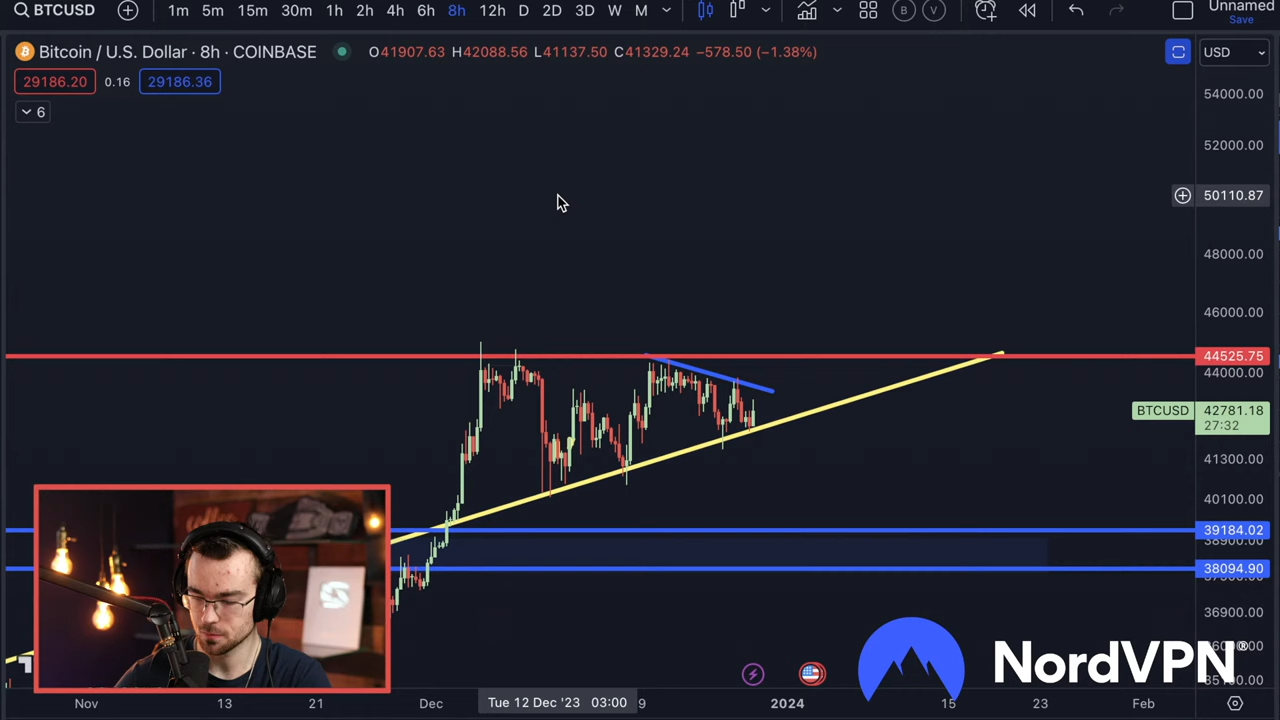 BTCUSD 1m 5m 15m 30m 1h 2h 4h 6h 8h 12h D 2D 3D W M B V Unnamed
Save
Bitcoin / U.S. Dollar · 8h · COINBASE O41907.63 H42088.56 L41137.50 C41329.24 −578.50 (−1.38%) USD
29186.20 0.16 29186.36
6
54000.00
52000.00
50110.87
48000.00
46000.00
44525.75
44000.00
BTCUSD 42781.18
27:32
41300.00
40100.00
39184.02
38900.00
38094.90
36900.00
coffee
NordVPN®
Nov 13 21 Dec Tue 12 Dec '23 03:00 9 2024 15 23 Feb